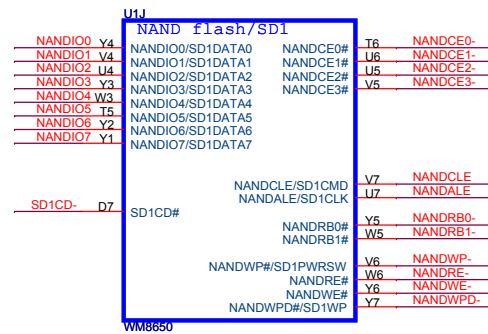 U1J
NAND flash/SD1
NANDIO0 Y4 NANDIO0/SD1DATA0 NANDCE0# T6 NANDCE0-
NANDIO1 V4 NANDIO1/SD1DATA1 NANDCE1# U6 NANDCE1-
NANDIO2 U4 NANDIO2/SD1DATA2 NANDCE2# U5 NANDCE2-
NANDIO3 Y3 NANDIO3/SD1DATA3 NANDCE3# V5 NANDCE3-
NANDIO4 W3 NANDIO4/SD1DATA4
NANDIO5 T5 NANDIO5/SD1DATA5
NANDIO6 Y2 NANDIO6/SD1DATA6
NANDIO7 Y1 NANDIO7/SD1DATA7
NANDCLE/SD1CMD V7 NANDCLE
NANDALE/SD1CLK U7 NANDALE
SD1CD- D7 SD1CD#
NANDRB0# Y5 NANDRB0-
NANDRB1# W5 NANDRB1-
NANDWP#/SD1PWRSW V6 NANDWP-
NANDRE# W6 NANDRE-
NANDWE# Y6 NANDWE-
NANDWPD#/SD1WP Y7 NANDWPD-
WM8650